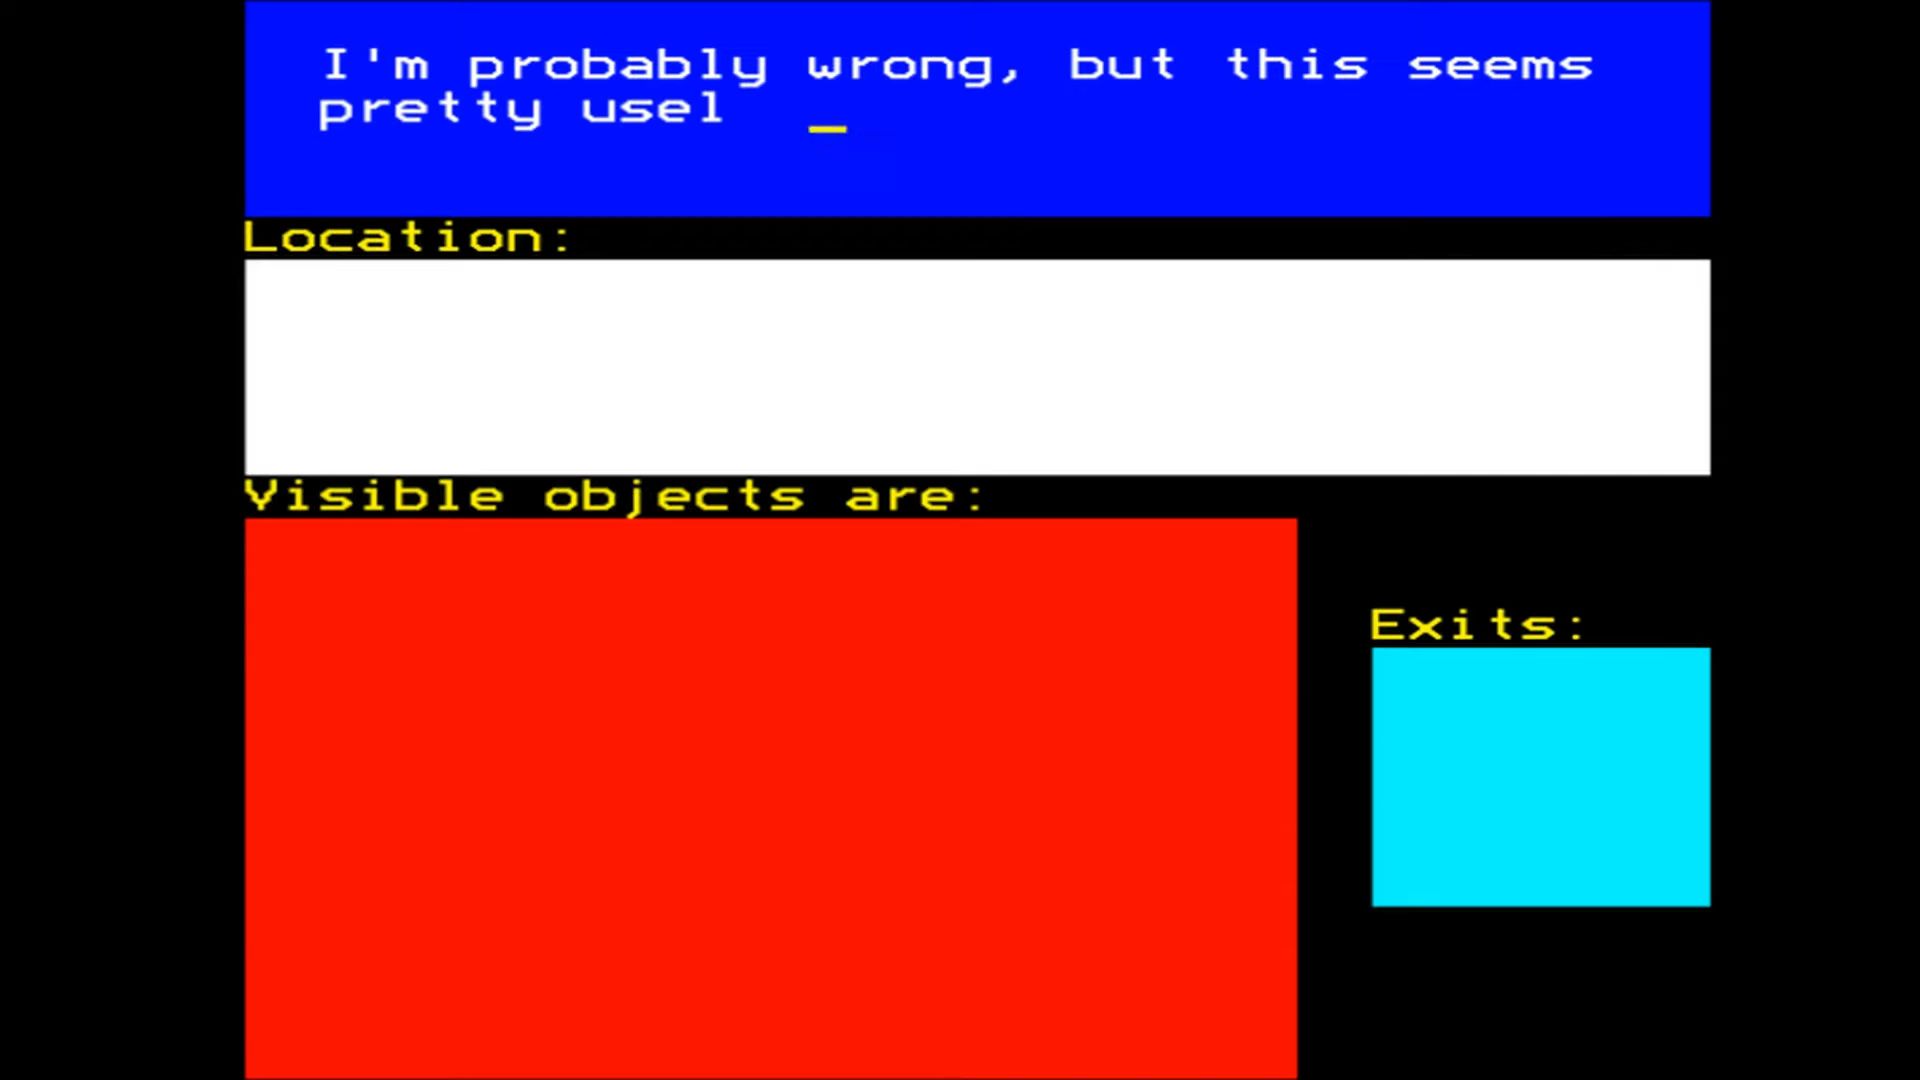 I'm probably wrong, but this seems
pretty usel
Location:
Visible objects are:
Exits: